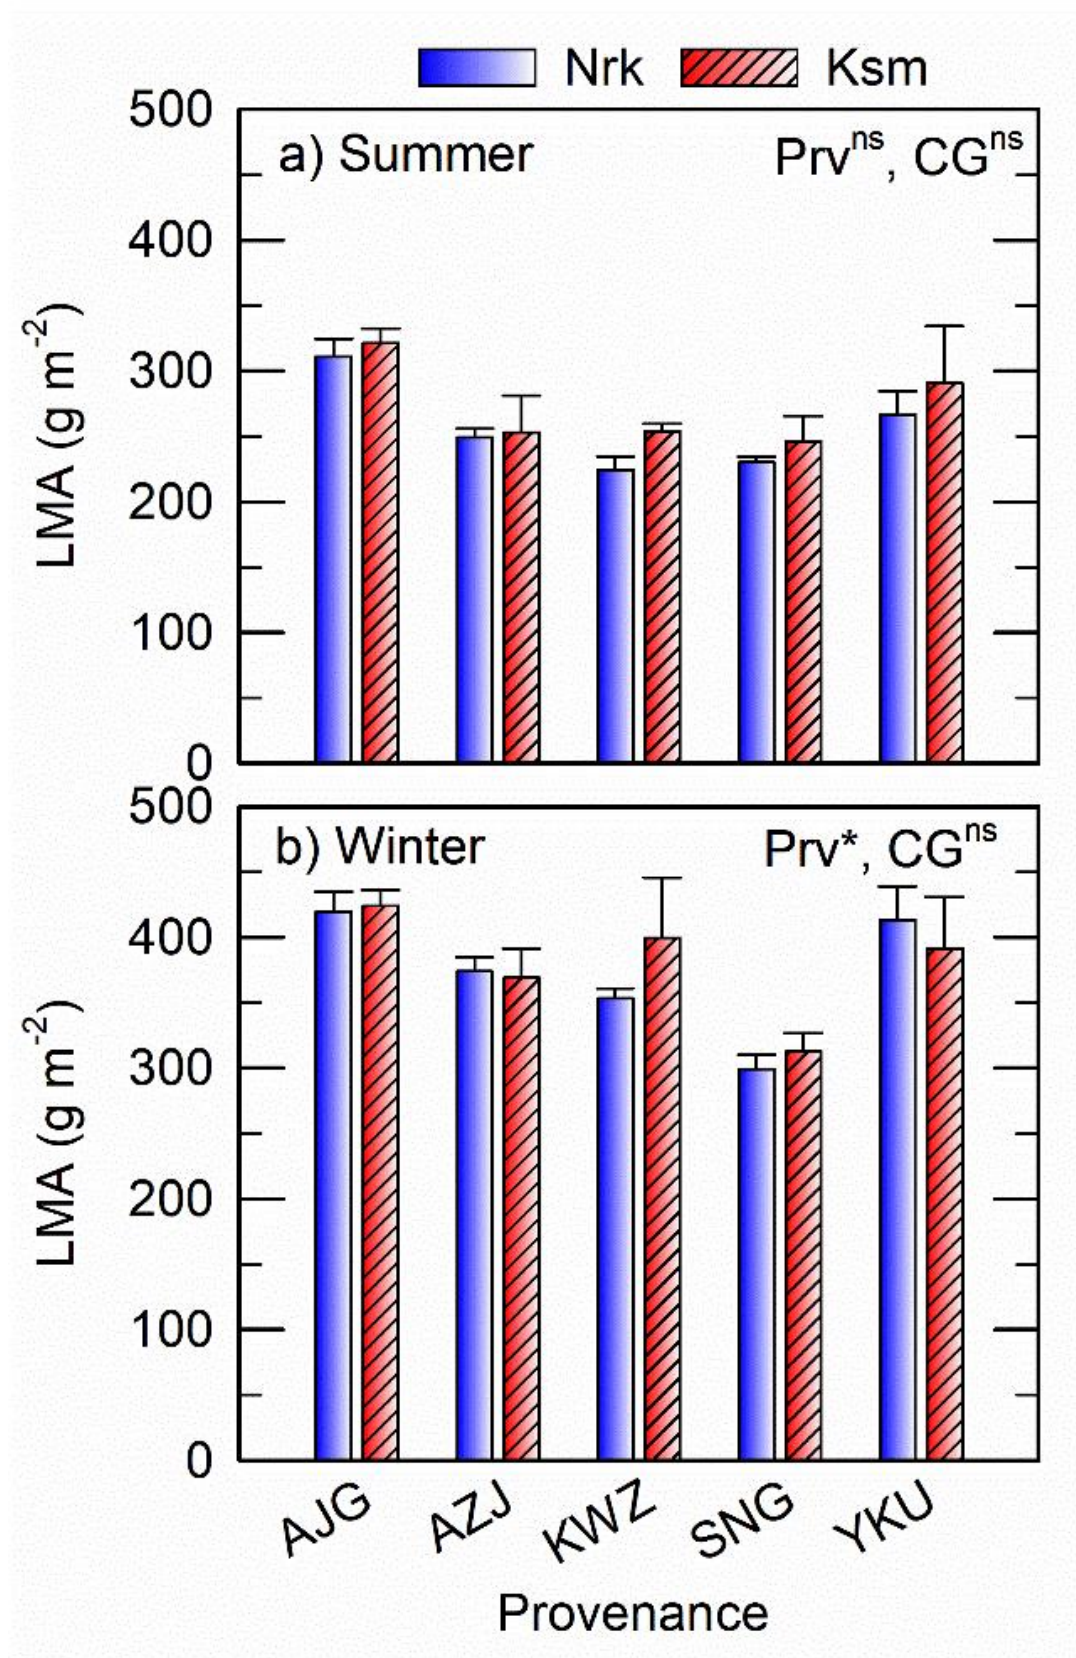 Nrk Ksm
500
a) Summer Prvⁿˢ, CGⁿˢ
400
300
200
100
0
LMA (g m⁻²)
500
b) Winter Prv*, CGⁿˢ
400
300
200
100
0
LMA (g m⁻²)
AJG AZJ KWZ SNG YKU
Provenance